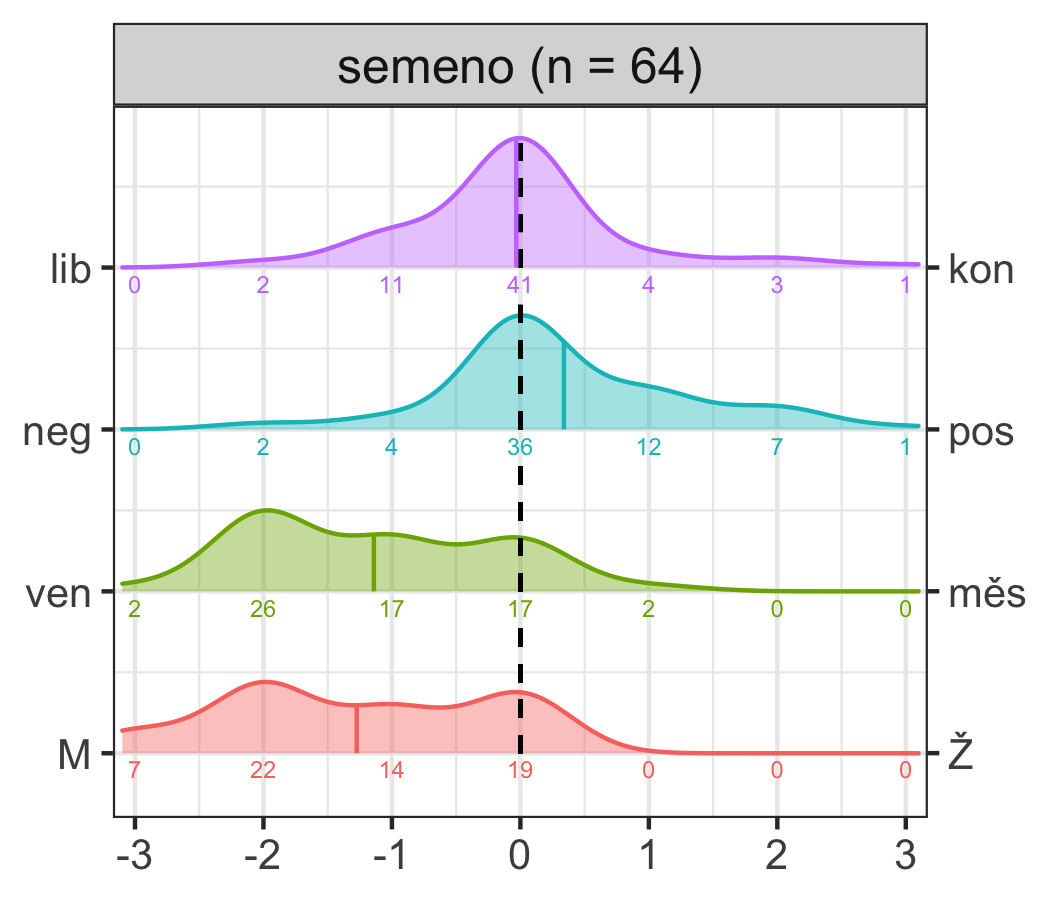 semeno (n = 64)
lib kon
0 2 11 41 4 3 1
neg pos
0 2 4 36 12 7 1
ven měs
2 26 17 17 2 0 0
M Ž
7 22 14 19 0 0 0
-3 -2 -1 0 1 2 3